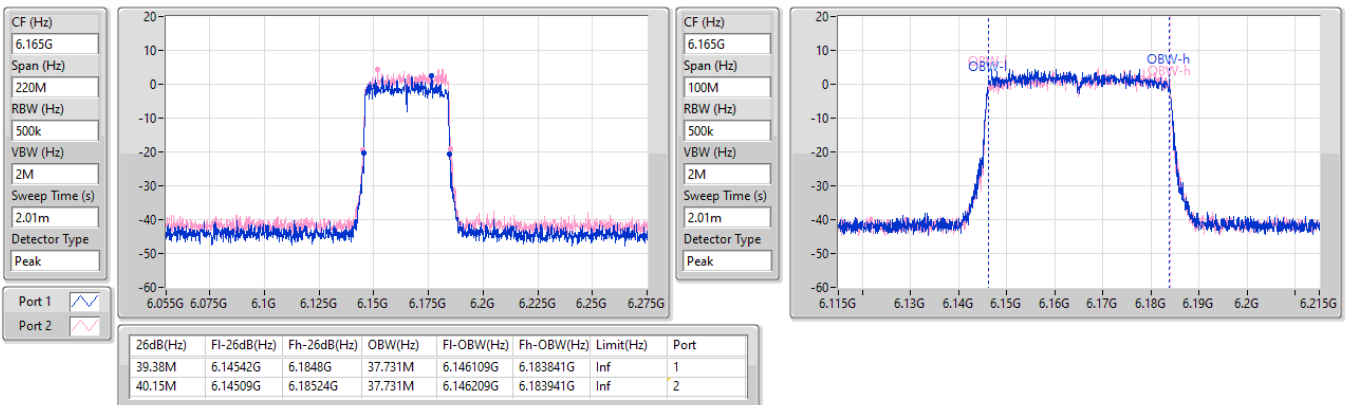 CF (Hz)
6.165G
Span (Hz)
220M
RBW (Hz)
500k
VBW (Hz)
2M
Sweep Time (s)
2.01m
Detector Type
Peak
Port 1
Port 2
20
10
0
-10
-20
-30
-40
-50
-60
6.055G 6.075G 6.1G 6.125G 6.15G 6.175G 6.2G 6.225G 6.25G 6.275G
CF (Hz)
6.165G
Span (Hz)
100M
RBW (Hz)
500k
VBW (Hz)
2M
Sweep Time (s)
2.01m
Detector Type
Peak
20
10
0
-10
-20
-30
-40
-50
-60
OBW-l
OBW-l
OBW-h
OBW-h
6.115G 6.13G 6.14G 6.15G 6.16G 6.17G 6.18G 6.19G 6.2G 6.215G
26dB(Hz) Fl-26dB(Hz) Fh-26dB(Hz) OBW(Hz) Fl-OBW(Hz) Fh-OBW(Hz) Limit(Hz) Port
39.38M 6.14542G 6.1848G 37.731M 6.146109G 6.183841G Inf 1
40.15M 6.14509G 6.18524G 37.731M 6.146209G 6.183941G Inf 2